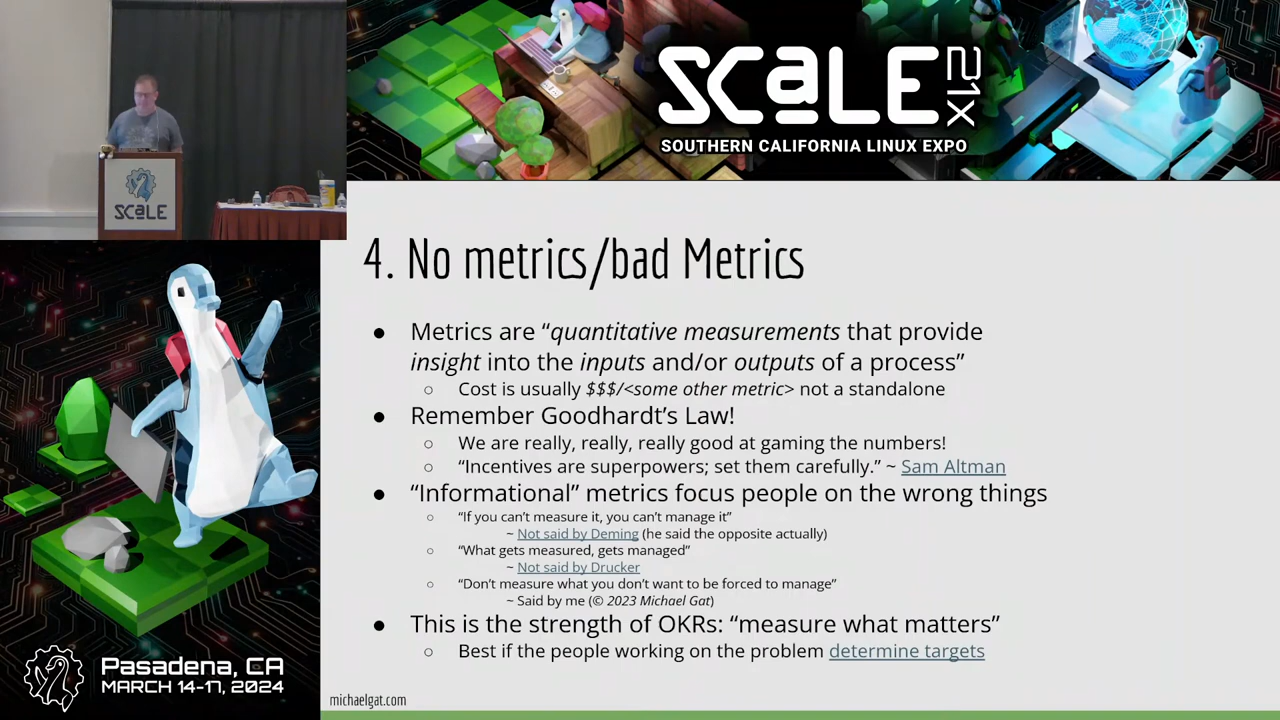 SCaLE 21X
SOUTHERN CALIFORNIA LINUX EXPO
SCaLE
4. No metrics/bad Metrics
● Metrics are “quantitative measurements that provide
insight into the inputs and/or outputs of a process”
○ Cost is usually $$$/<some other metric> not a standalone
● Remember Goodhardt’s Law!
○ We are really, really, really good at gaming the numbers!
○ “Incentives are superpowers; set them carefully.” ~ Sam Altman
● “Informational” metrics focus people on the wrong things
○ “If you can’t measure it, you can’t manage it”
~ Not said by Deming (he said the opposite actually)
○ “What gets measured, gets managed”
~ Not said by Drucker
○ “Don’t measure what you don’t want to be forced to manage”
~ Said by me (© 2023 Michael Gat)
● This is the strength of OKRs: “measure what matters”
○ Best if the people working on the problem determine targets
Pasadena, CA
MARCH 14-17, 2024
michaelgat.com